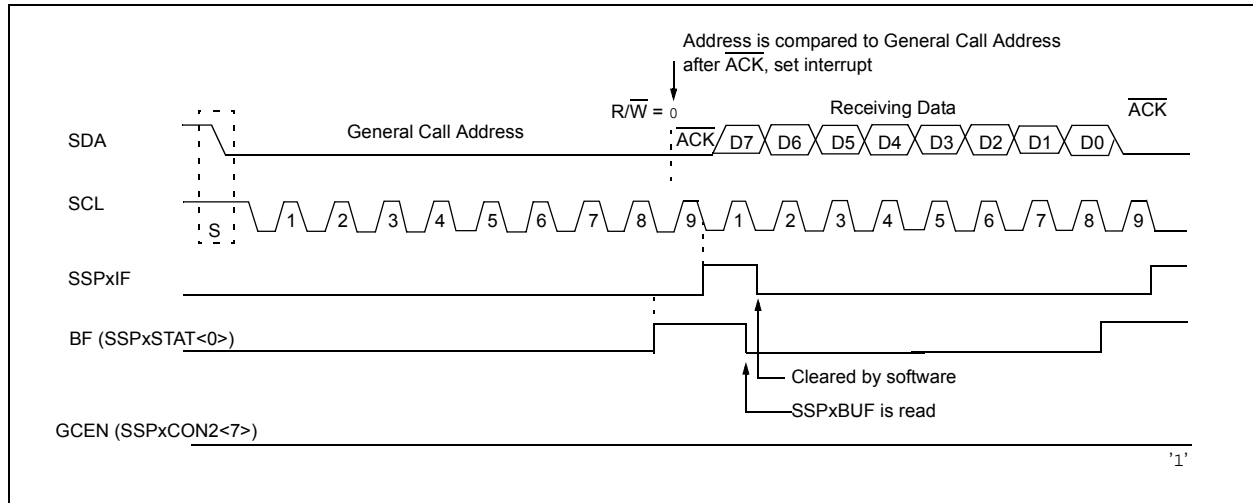 Address is compared to General Call Address
after ACK, set interrupt
R/W = 0
Receiving Data
ACK
General Call Address
SDA
ACK D7 D6 D5 D4 D3 D2 D1 D0
SCL
S
1 2 3 4 5 6 7 8 9 1 2 3 4 5 6 7 8 9
SSPxIF
BF (SSPxSTAT<0>)
Cleared by software
SSPxBUF is read
GCEN (SSPxCON2<7>)
'1'